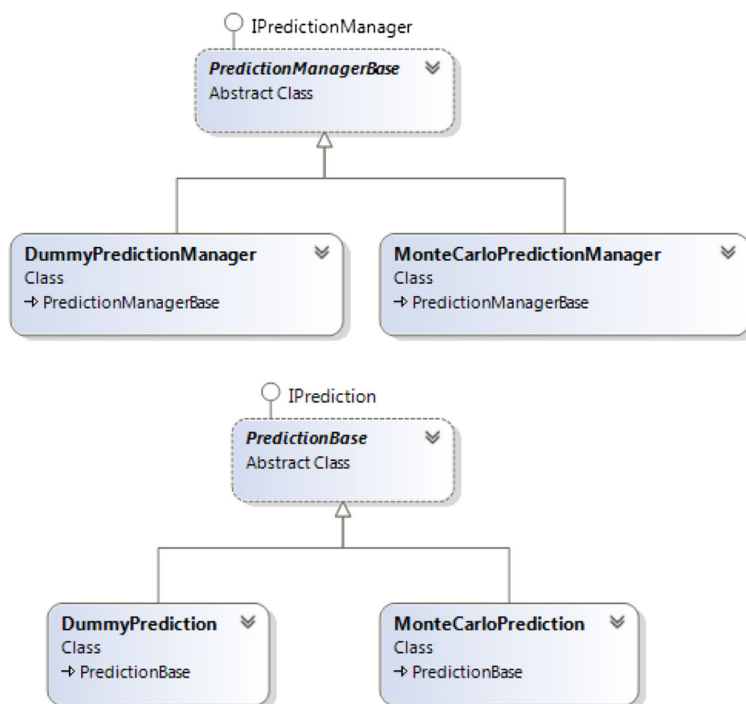 IPredictionManager
PredictionManagerBase
Abstract Class
DummyPredictionManager
Class
PredictionManagerBase
MonteCarloPredictionManager
Class
PredictionManagerBase
IPrediction
PredictionBase
Abstract Class
DummyPrediction
Class
PredictionBase
MonteCarloPrediction
Class
PredictionBase